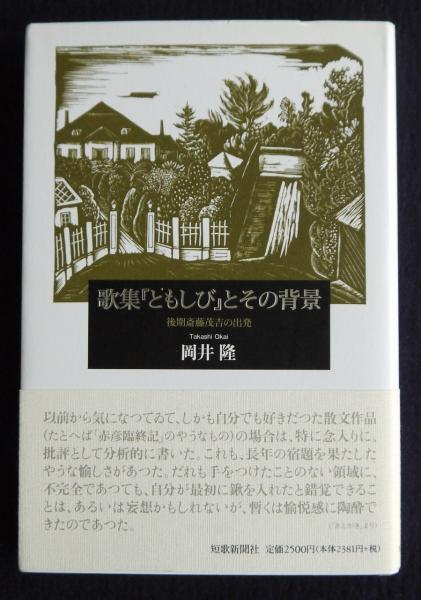 歌集『ともしび』とその背景
後期斎藤茂吉の出発
Takashi Okai
岡井 隆
以前から気になつてゐて、しかも自分でも好きだつた散文作品
(たとへば「赤彦臨終記」のやうなもの)の場合は、特に念入りに。
批評として分析的に書いた。これも、長年の宿題を果たした
やうな愉しさがあつた。だれも手をつけたことのない領域に、
不完全であつても、自分が最初に鍬を入れたと錯覚できるこ
とは、あるいは妄想かもしれないが、暫くは愉悦感に陶酔で
きたのであつた。
(「あとがき」より)
短歌新聞社 定価2500円(本体2381円+税)